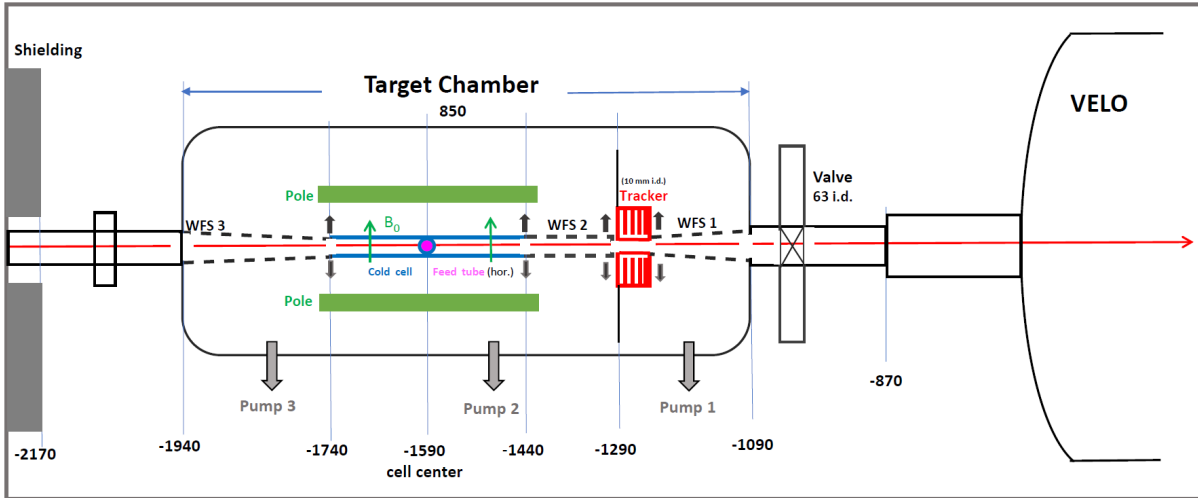 Shielding
Target Chamber
850
VELO
Valve
63 i.d.
(10 mm i.d.)
Tracker
Pole
WFS 3
B0
WFS 2
WFS 1
Cold cell
Feed tube (hor.)
Pole
Pump 3
Pump 2
Pump 1
-870
-2170
-1940
-1740
-1590
-1440
-1290
-1090
cell center